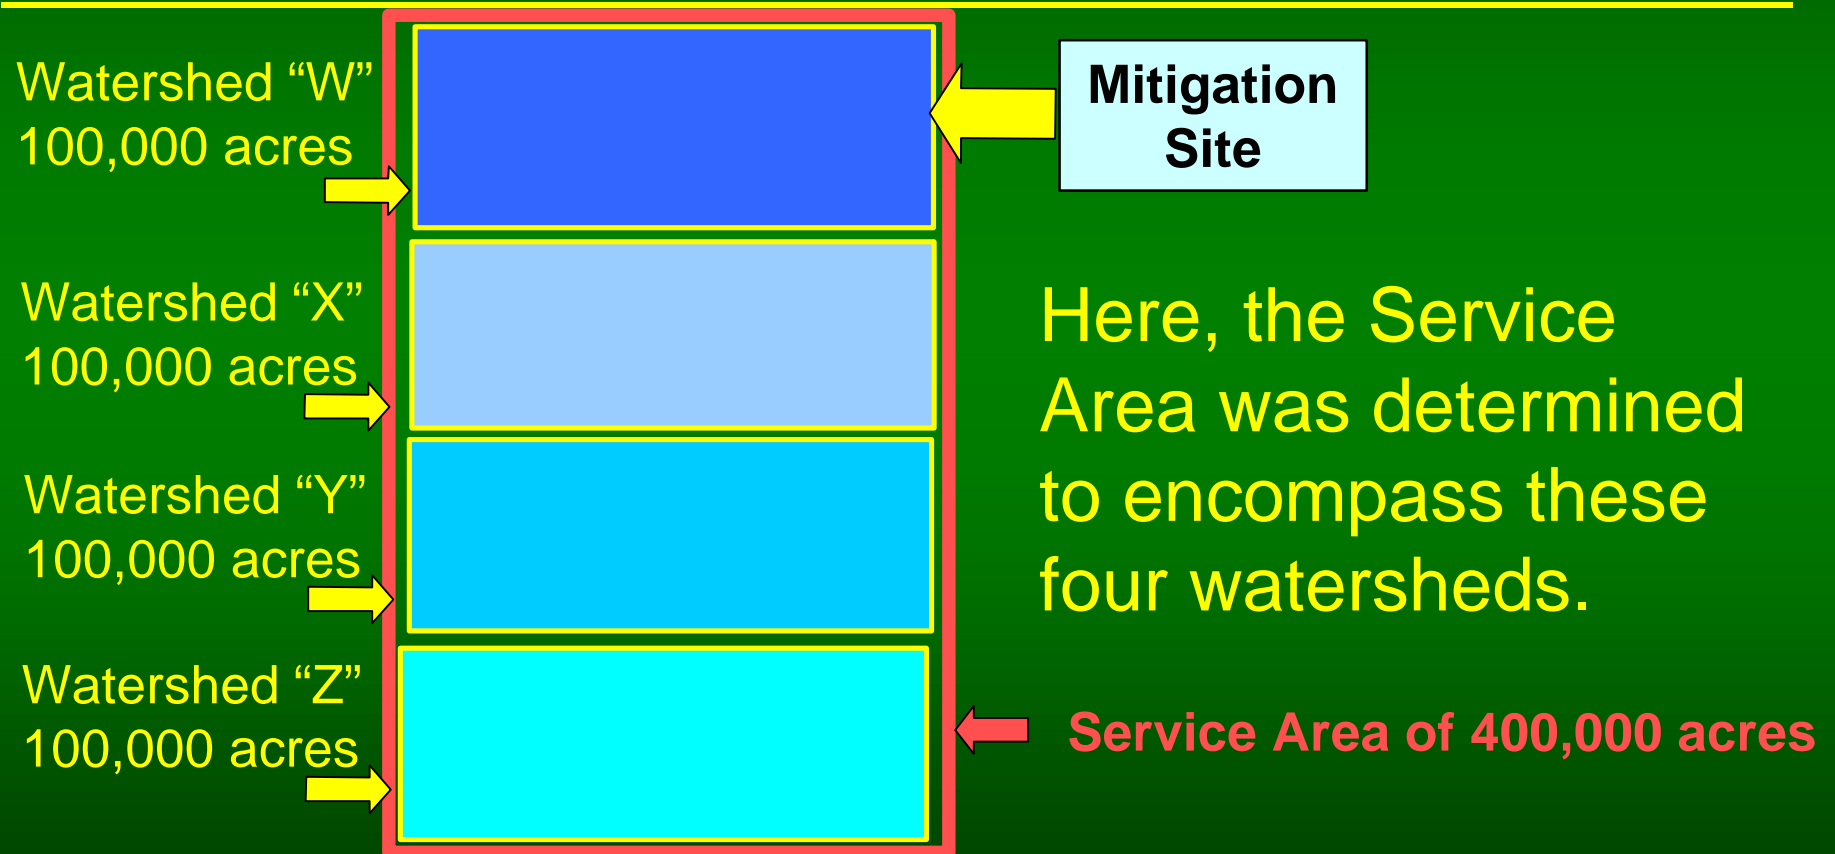 Watershed “W”
100,000 acres
Mitigation
Site
Watershed “X”
100,000 acres
Here, the Service
Area was determined
to encompass these
four watersheds.
Watershed “Y”
100,000 acres
Watershed “Z”
100,000 acres
Service Area of 400,000 acres